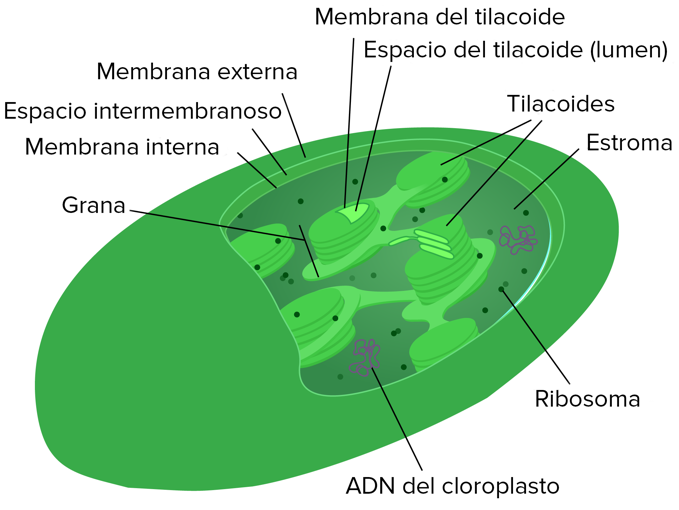 Membrana del tilacoide
Espacio del tilacoide (lumen)
Membrana externa
Tilacoides
Espacio intermembranoso
Estroma
Membrana interna
Grana
Ribosoma
ADN del cloroplasto